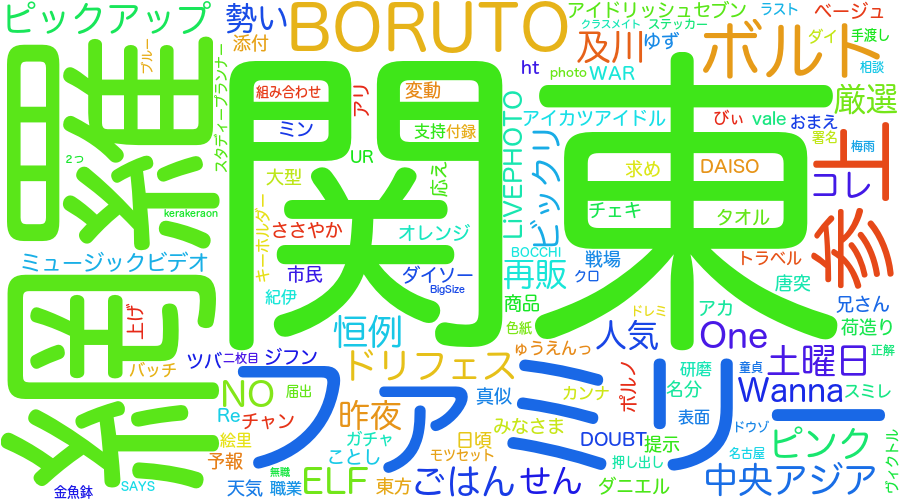 ピックアップ
勢い
BORUTO
アイドリッシュセブン
ラスト
ベージュ
クラスメイト
ステッカー
添付
及川
ゆず
ボルト
ダイ
手渡し
相談
網羅
ブルー
スタディープランナー
関東
ht
photo
WAR
組み合わせ
アリ
変動
厳選
ミン
支持
付録
LiVEPHOTO
アイカツアイドル
びぃ
vale
おまえ
署名
梅雨
2つ
UR
応え
ビックリ
求め
DAISO
参上
大型
コレ
kerakeraon
キーホルダー
ささやか
オレンジ
チェキ
タオル
ミュージックビデオ
市民
ダイソー
BOCCHI
戦場
トラベル
BigSize
再販
クロ
唐突
上げ
紀伊
商品
ドレミ
アカ
兄さん
恒例
色紙
人気
One
荷造り
ツバ
二枚目
ジフン
ドリフェス
ゅうえんっ
土曜日
正解
バッチ
ファミリー
研磨
童貞
NO
届出
真似
カンナ
ポルノ
名分
Wanna
スミレ
Re
チャン
昨夜
表面
絵里
ガチャ
日頃
みなさま
DOUBT
提示
ドウゾ
ピンク
予報
ことし
モツセット
押し出し
名古屋
ヴィクトル
金魚鉢
SAYS
天気
無職
職業
ELF
東方
ごはん
せん
ダニエル
中央アジア